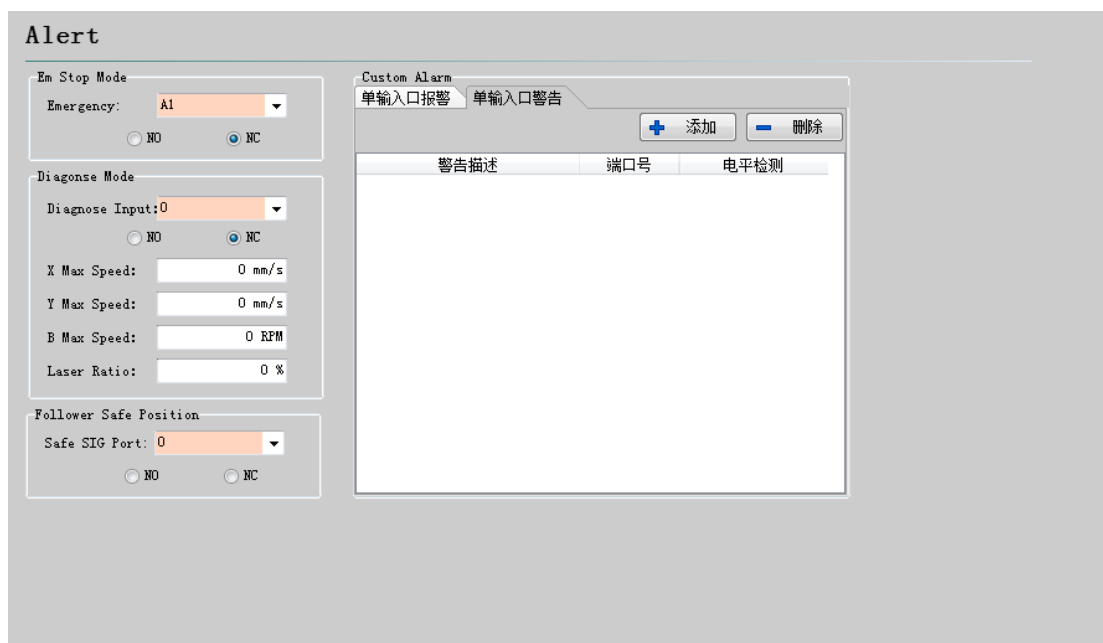 Alert
Em Stop Mode
Emergency: A1
NO NC
Diagonse Mode
Diagnose Input: 0
NO NC
X Max Speed: 0 mm/s
Y Max Speed: 0 mm/s
B Max Speed: 0 RPM
Laser Ratio: 0 %
Follower Safe Position
Safe SIG Port: 0
NO NC
Custom Alarm
单输入口报警 单输入口警告
添加 删除
警告描述 端口号 电平检测